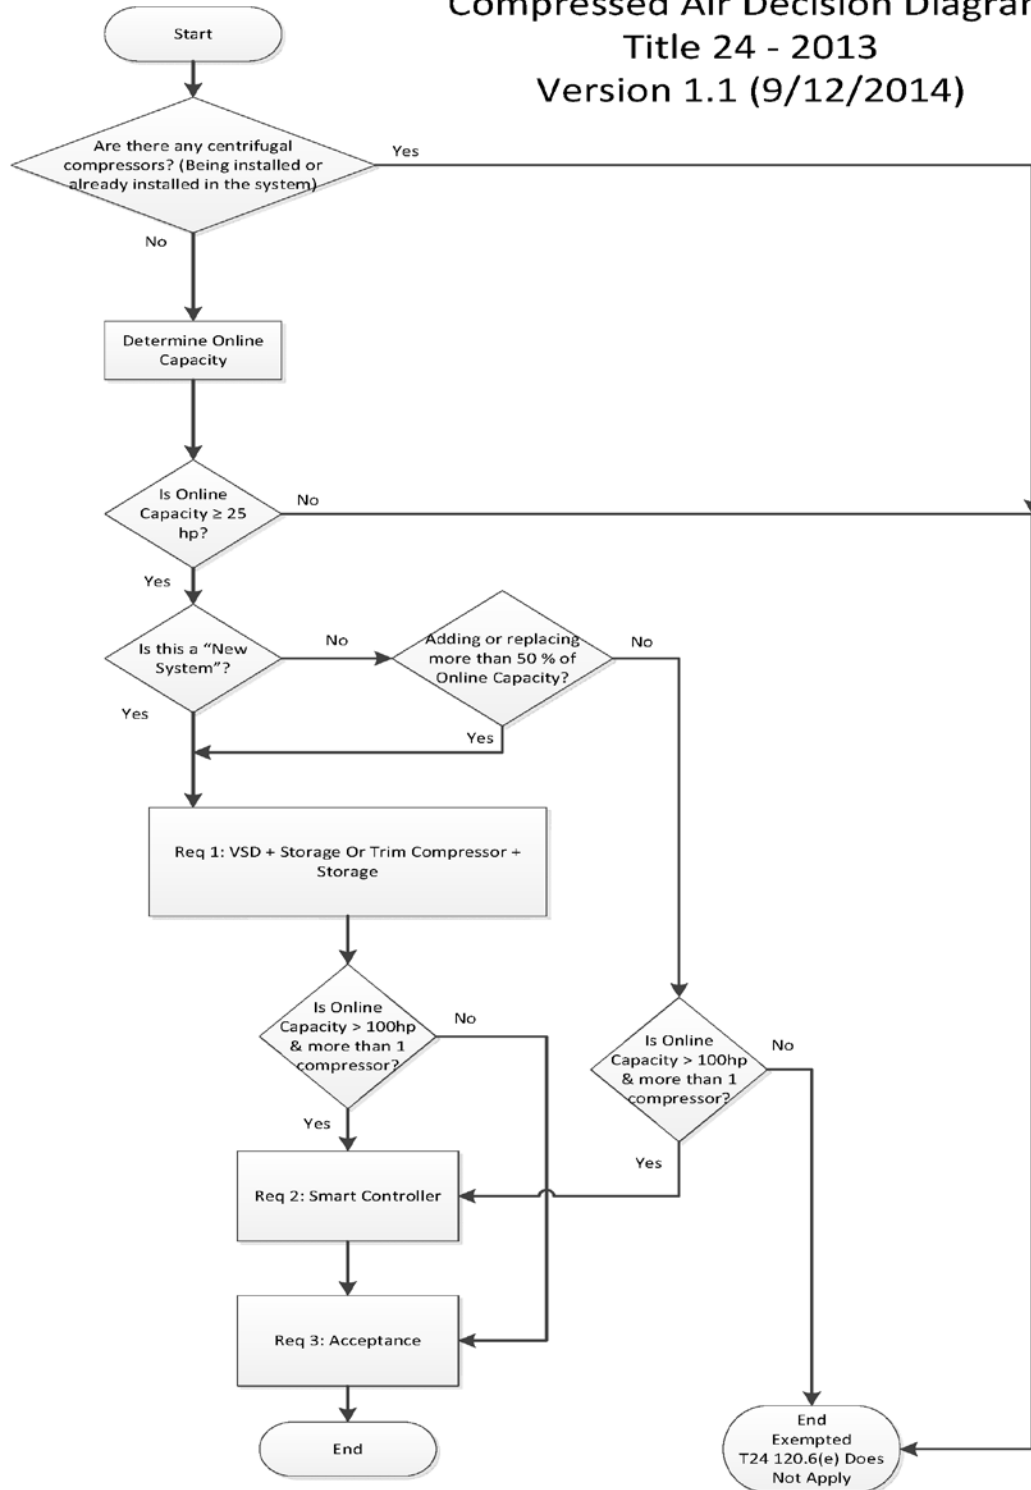 Compressed Air Decision Diagram
Title 24 - 2013
Version 1.1 (9/12/2014)
Start
Are there any centrifugal
compressors? (Being installed or
already installed in the system)
Yes
No
Determine Online
Capacity
Is Online
Capacity ≥ 25
hp?
No
Yes
Is this a “New
System”?
No
Adding or replacing
more than 50 % of
Online Capacity?
No
Yes
Yes
Req 1: VSD + Storage Or Trim Compressor +
Storage
Is Online
Capacity > 100hp
& more than 1
compressor?
No
Yes
Is Online
Capacity > 100hp
& more than 1
compressor?
No
Yes
Req 2: Smart Controller
Req 3: Acceptance
End
End
Exempted
T24 120.6(e) Does
Not Apply